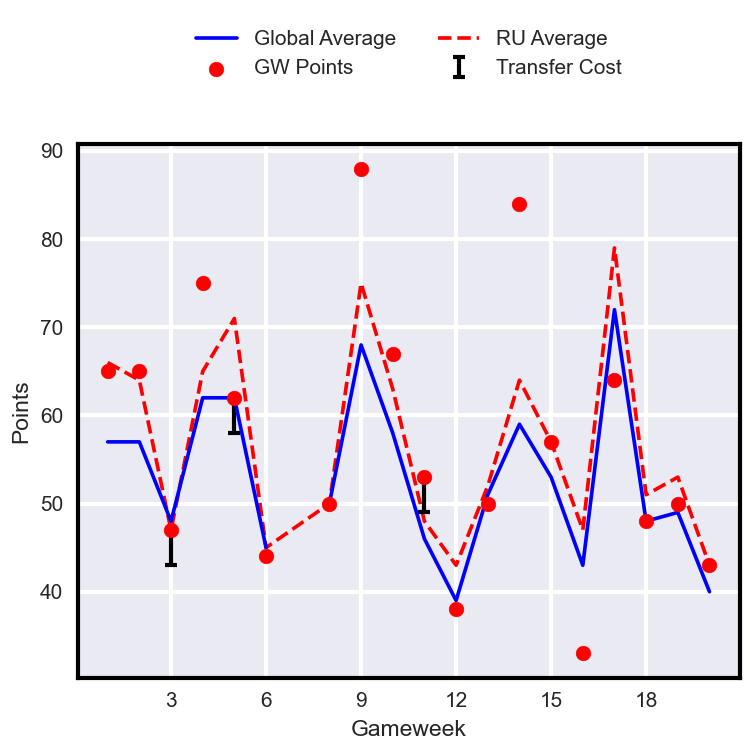 Global Average
RU Average
GW Points
Transfer Cost
90
80
70
60
50
40
Points
3 6 9 12 15 18
Gameweek